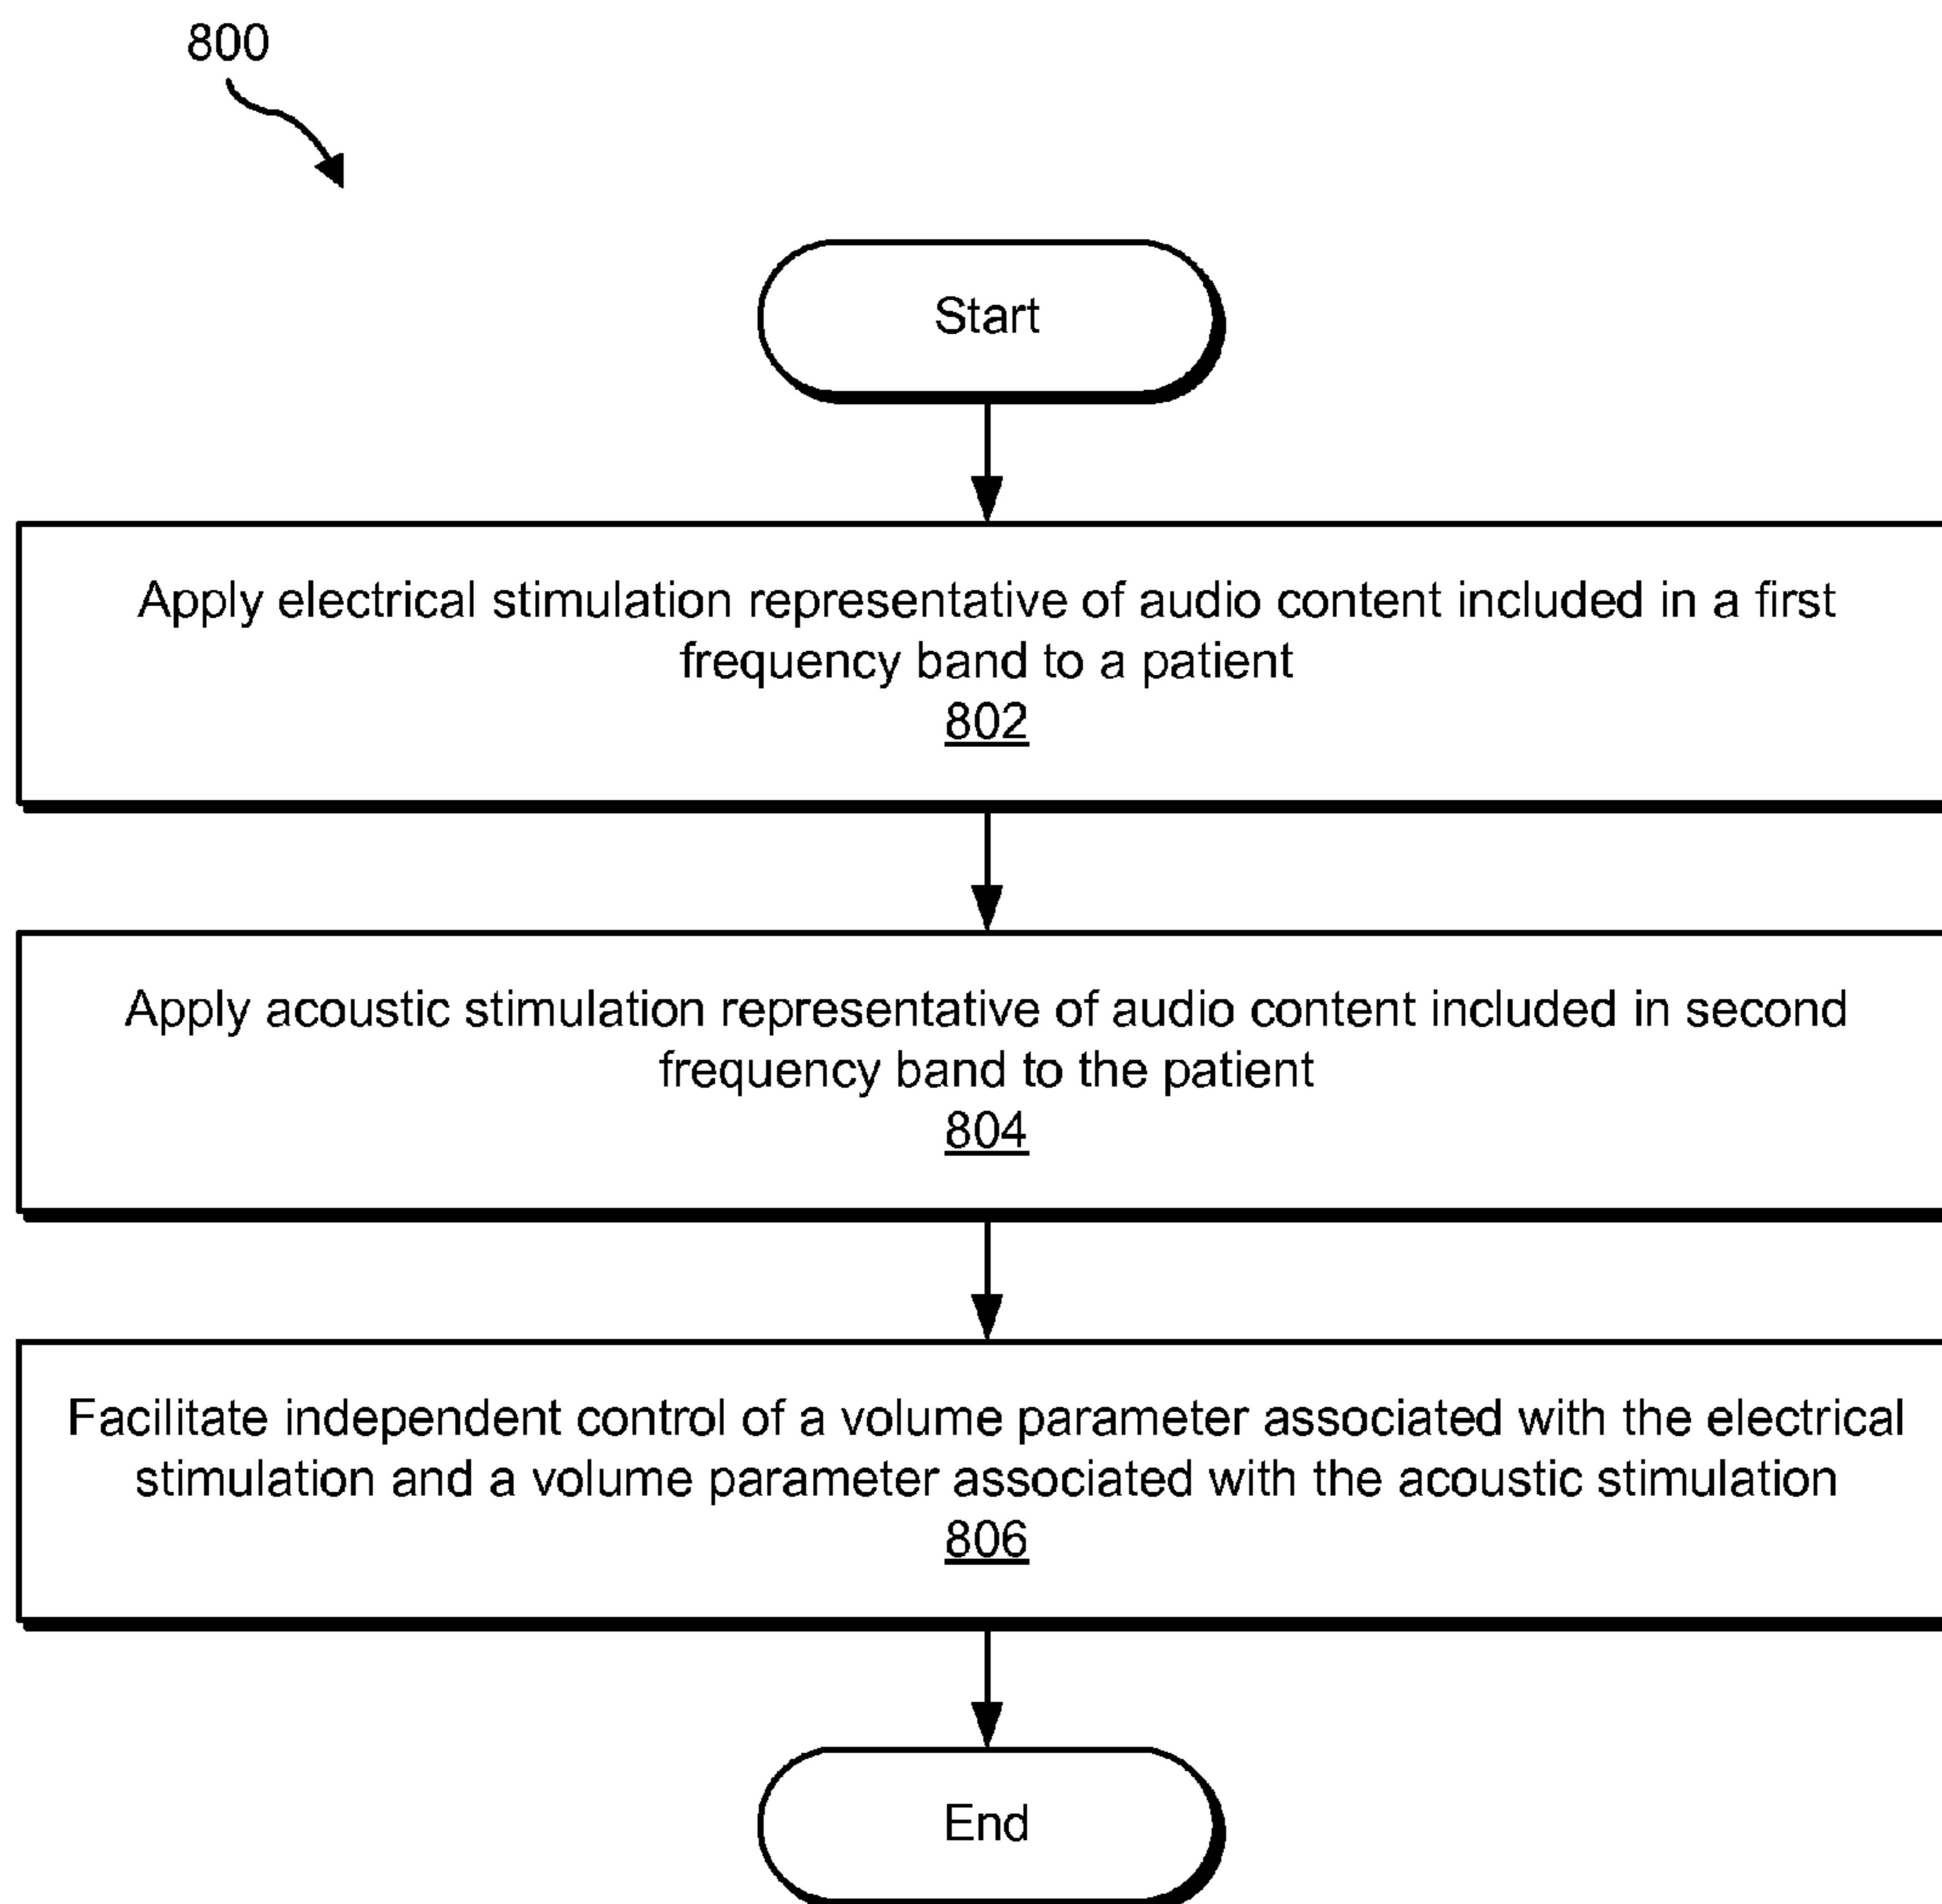 800
Start
Apply electrical stimulation representative of audio content included in a first
frequency band to a patient
802
Apply acoustic stimulation representative of audio content included in second
frequency band to the patient
804
Facilitate independent control of a volume parameter associated with the electrical
stimulation and a volume parameter associated with the acoustic stimulation
806
End